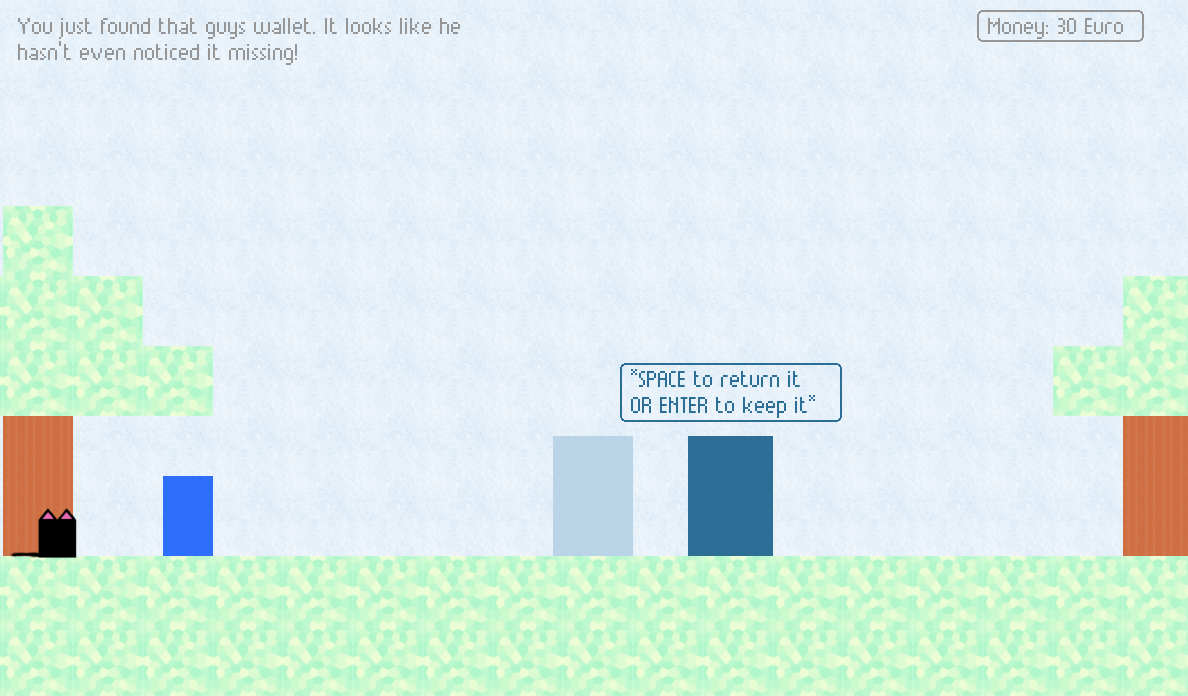 You just found that guys wallet. It looks like he
hasn't even noticed it missing!
Money: 30 Euro
*SPACE to return it
OR ENTER to keep it*